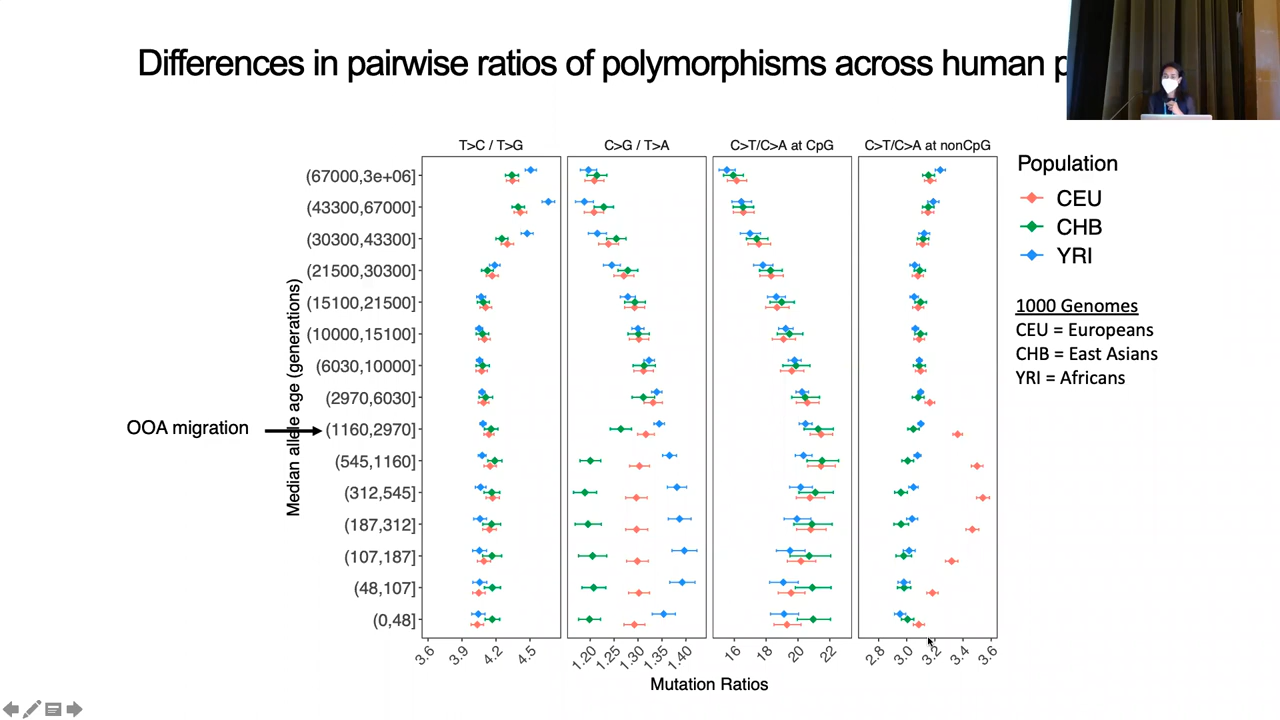 Differences in pairwise ratios of polymorphisms across human
T>C / T>G
C>G / T>A
C>T/C>A at CpG
C>T/C>A at nonCpG
Median allele age (generations)
(67000,3e+06]
(43300,67000]
(30300,43300]
(21500,30300]
(15100,21500]
(10000,15100]
(6030,10000]
(2970,6030]
(1160,2970]
(545,1160]
(312,545]
(187,312]
(107,187]
(48,107]
(0,48]
OOA migration
3.6 3.9 4.2 4.5
1.20 1.25 1.30 1.35 1.40
16 18 20 22
2.8 3.0 3.2 3.4 3.6
Mutation Ratios
Population
CEU
CHB
YRI
1000 Genomes
CEU = Europeans
CHB = East Asians
YRI = Africans